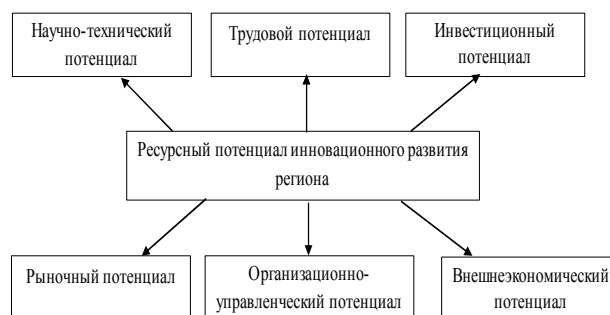 Научно-технический
потенциал
Трудовой потенциал
Инвестиционный
потенциал
Ресурсный потенциал инновационного развития
региона
Рыночный потенциал
Организационно-
управленческий потенциал
Внешнеэкономический
потенциал